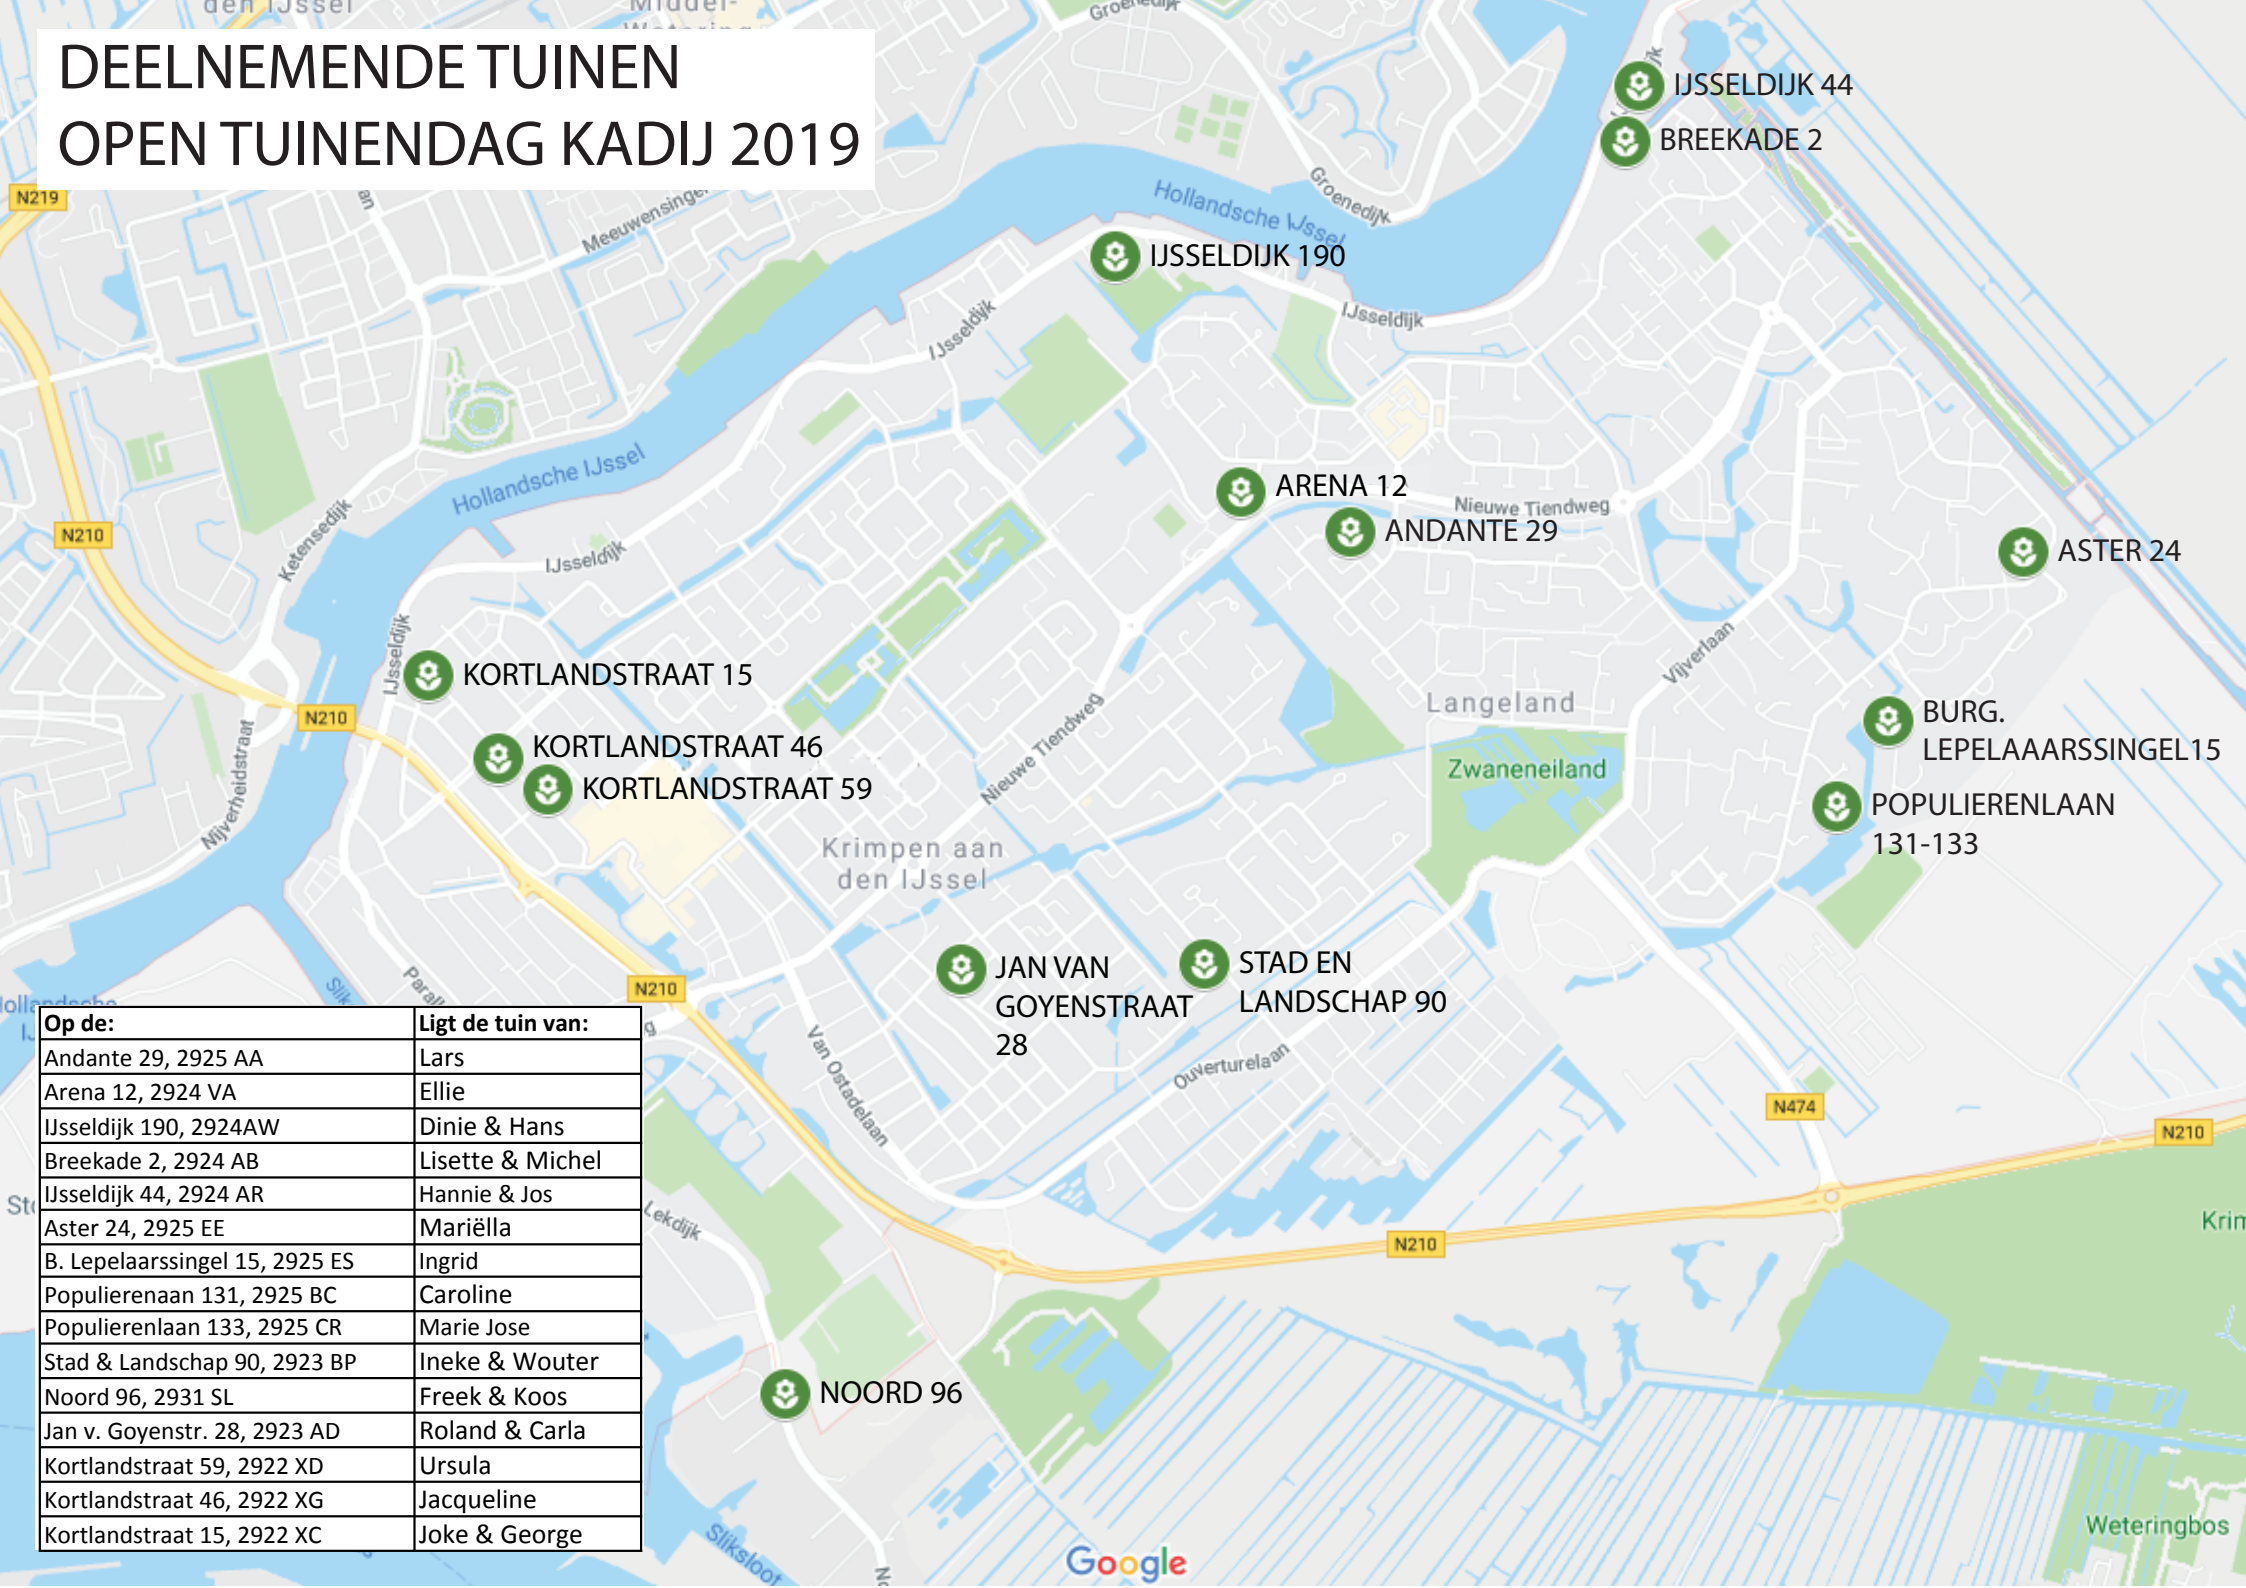 den IJssel
Middel-
Wetering
Groenedijk
DEELNEMENDE TUINEN
OPEN TUINENDAG KADIJ 2019
IJSSELDIJK 44
BREEKADE 2
N219
Meeuwensingel
Hollandsche IJssel
Groenedijk
IJSSELDIJK 190
IJsseldijk
IJsseldijk
Hollandsche IJssel
ARENA 12
Nieuwe Tiendweg
ANDANTE 29
N210
Ketensedijk
IJsseldijk
ASTER 24
IJsseldijk
KORTLANDSTRAAT 15
Vijverlaan
Langeland
N210
Nieuwe Tiendweg
BURG.
LEPELAAARSSINGEL15
KORTLANDSTRAAT 46
KORTLANDSTRAAT 59
Zwaneneiland
Nijverheidstraat
POPULIERENLAAN
131-133
Krimpen aan
den IJssel
JAN VAN
GOYENSTRAAT
28
STAD EN
LANDSCHAP 90
N210
Van Ostadelaan
Ouverturelaan
N474
N210
Op de: Ligt de tuin van:
Andante 29, 2925 AA Lars
Arena 12, 2924 VA Ellie
IJsseldijk 190, 2924AW Dinie & Hans
Breekade 2, 2924 AB Lisette & Michel
IJsseldijk 44, 2924 AR Hannie & Jos
Aster 24, 2925 EE Mariëlla
B. Lepelaarssingel 15, 2925 ES Ingrid
Populierenaan 131, 2925 BC Caroline
Populierenlaan 133, 2925 CR Marie Jose
Stad & Landschap 90, 2923 BP Ineke & Wouter
Noord 96, 2931 SL Freek & Koos
Jan v. Goyenstr. 28, 2923 AD Roland & Carla
Kortlandstraat 59, 2922 XD Ursula
Kortlandstraat 46, 2922 XG Jacqueline
Kortlandstraat 15, 2922 XC Joke & George
Lekdijk
N210
Krim
NOORD 96
Weteringbos
Sliksloot
Google